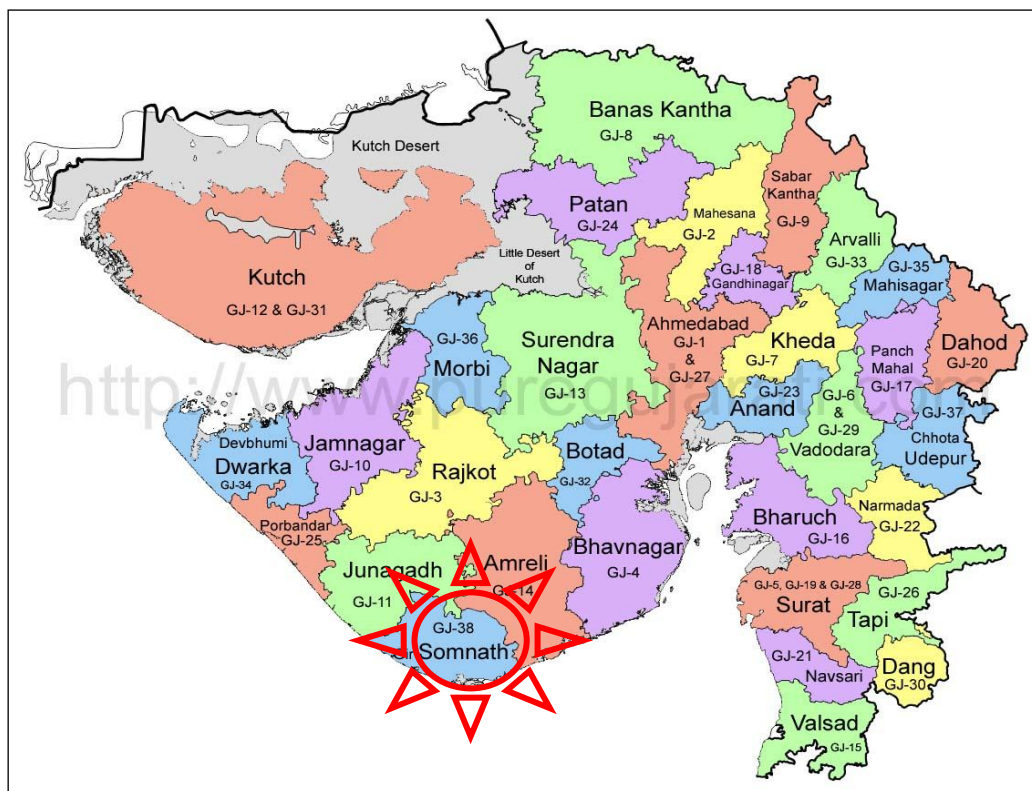 Banas Kantha
GJ-8
Kutch Desert
Patan
GJ-24
Mahesana
GJ-2
Sabar
Kantha
GJ-9
Arvalli
GJ-33
GJ-35
Mahisagar
GJ-18
Gandhinagar
Little Desert
of
Kutch
Kutch
GJ-12 & GJ-31
GJ-36
Morbi
Surendra
Nagar
GJ-13
Ahmedabad
GJ-1
&
GJ-27
Kheda
GJ-7
Panch
Mahal
GJ-17
Dahod
GJ-20
http://www.puregujarati.com
GJ-23
Anand
GJ-6
&
GJ-29
Vadodara
GJ-37
Chhota
Udepur
Devbhumi
Dwarka
GJ-34
Jamnagar
GJ-10
Rajkot
GJ-3
Botad
GJ-32
Porbandar
GJ-25
Junagadh
GJ-11
Amreli
GJ-14
Bhavnagar
GJ-4
Bharuch
GJ-16
Narmada
GJ-22
GJ-38
Somnath
GJ-5, GJ-19 & GJ-28
Surat
GJ-26
Tapi
GJ-21
Navsari
Dang
GJ-30
Valsad
GJ-15